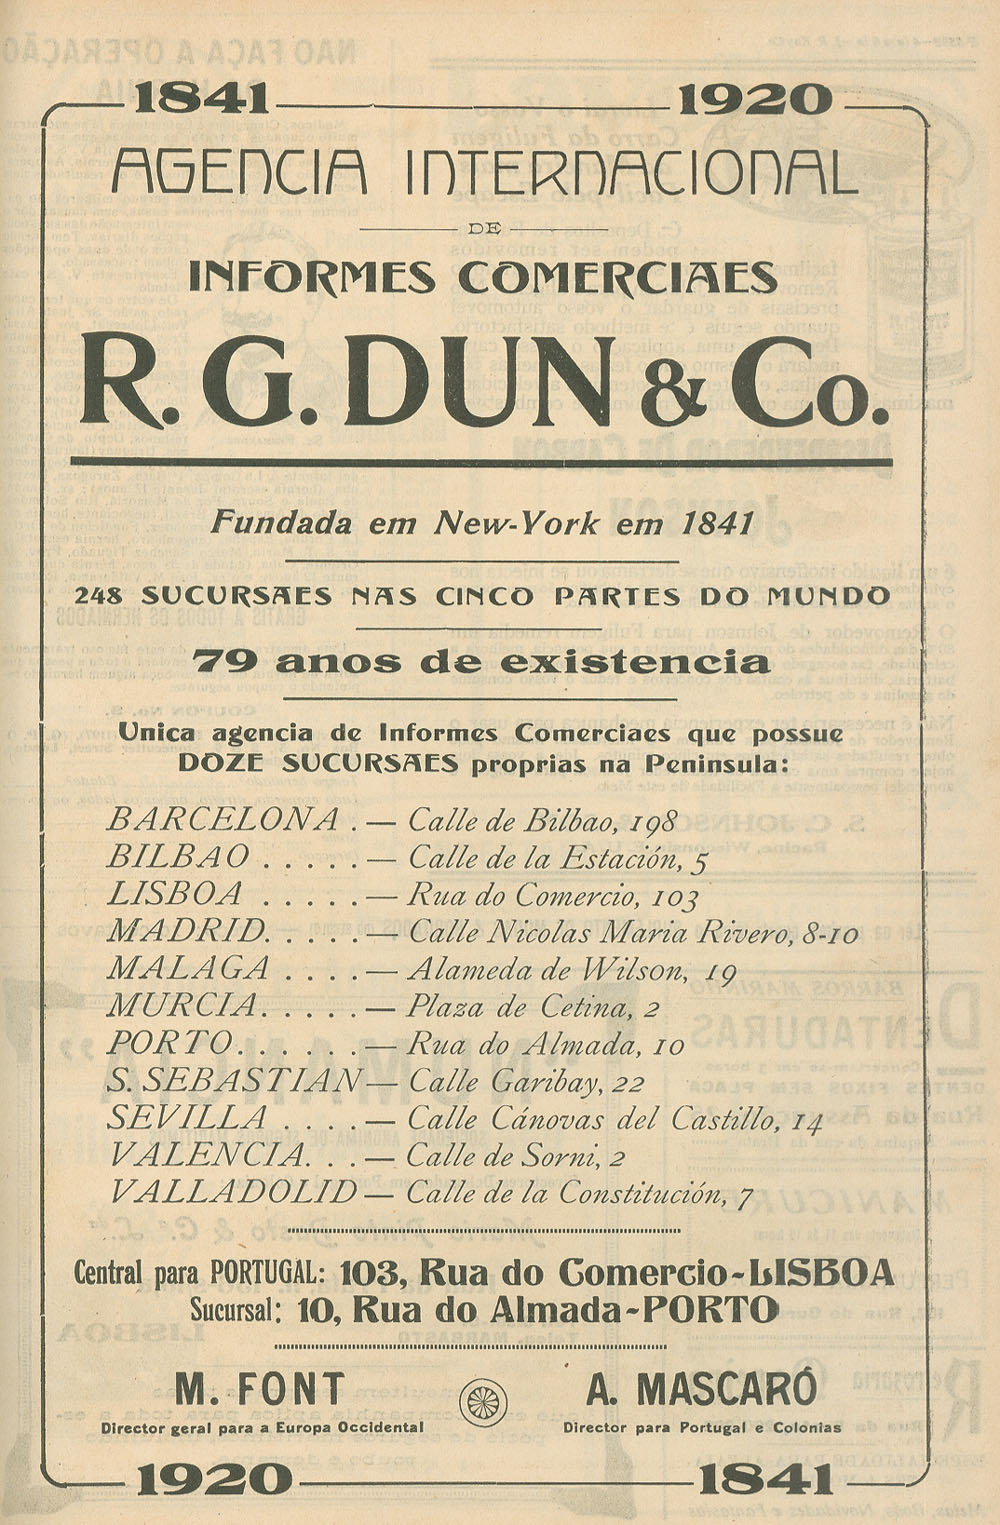 1841 1920
AGENCIA INTERNACIONAL
DE
INFORMES COMERCIAES
R. G. DUN & Co.
Fundada em New-York em 1841
248 SUCURSAES NAS CINCO PARTES DO MUNDO
79 anos de existencia
Unica agencia de Informes Comerciaes que possue
DOZE SUCURSAES proprias na Peninsula:
BARCELONA . — Calle de Bilbao, 198
BILBAO . . . . . — Calle de la Estación, 5
LISBOA . . . . . — Rua do Comercio, 103
MADRID. . . . . — Calle Nicolas Maria Rivero, 8-10
MALAGA . . . . — Alameda de Wilson, 19
MURCIA. . . . . — Plaza de Cetina, 2
PORTO. . . . . . — Rua do Almada, 10
S. SEBASTIAN — Calle Garibay, 22
SEVILLA . . . . — Calle Cánovas del Castillo, 14
VALENCIA. . . — Calle de Sorni, 2
VALLADOLID — Calle de la Constitución, 7
Central para PORTUGAL: 103, Rua do Comercio-LISBOA
Sucursal: 10, Rua do Almada-PORTO
M. FONT A. MASCARÓ
Director geral para a Europa Occidental Director para Portugal e Colonias
1920 1841